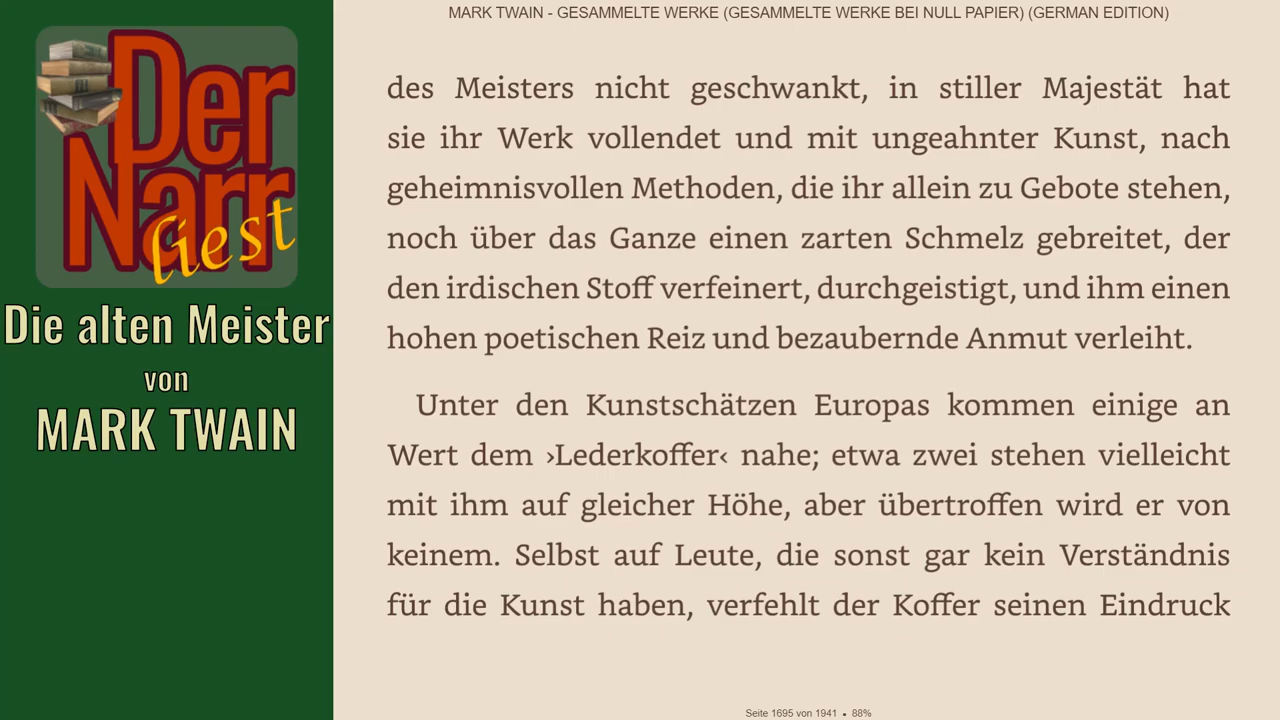 Der
Narr
liest
Die alten Meister
von
MARK TWAIN
MARK TWAIN - GESAMMELTE WERKE (GESAMMELTE WERKE BEI NULL PAPIER) (GERMAN EDITION)
des Meisters nicht geschwankt, in stiller Majestät hat
sie ihr Werk vollendet und mit ungeahnter Kunst, nach
geheimnisvollen Methoden, die ihr allein zu Gebote stehen,
noch über das Ganze einen zarten Schmelz gebreitet, der
den irdischen Stoff verfeinert, durchgeistigt, und ihm einen
hohen poetischen Reiz und bezaubernde Anmut verleiht.
Unter den Kunstschätzen Europas kommen einige an
Wert dem ›Lederkoffer‹ nahe; etwa zwei stehen vielleicht
mit ihm auf gleicher Höhe, aber übertroffen wird er von
keinem. Selbst auf Leute, die sonst gar kein Verständnis
für die Kunst haben, verfehlt der Koffer seinen Eindruck
Seite 1695 von 1941 • 88%